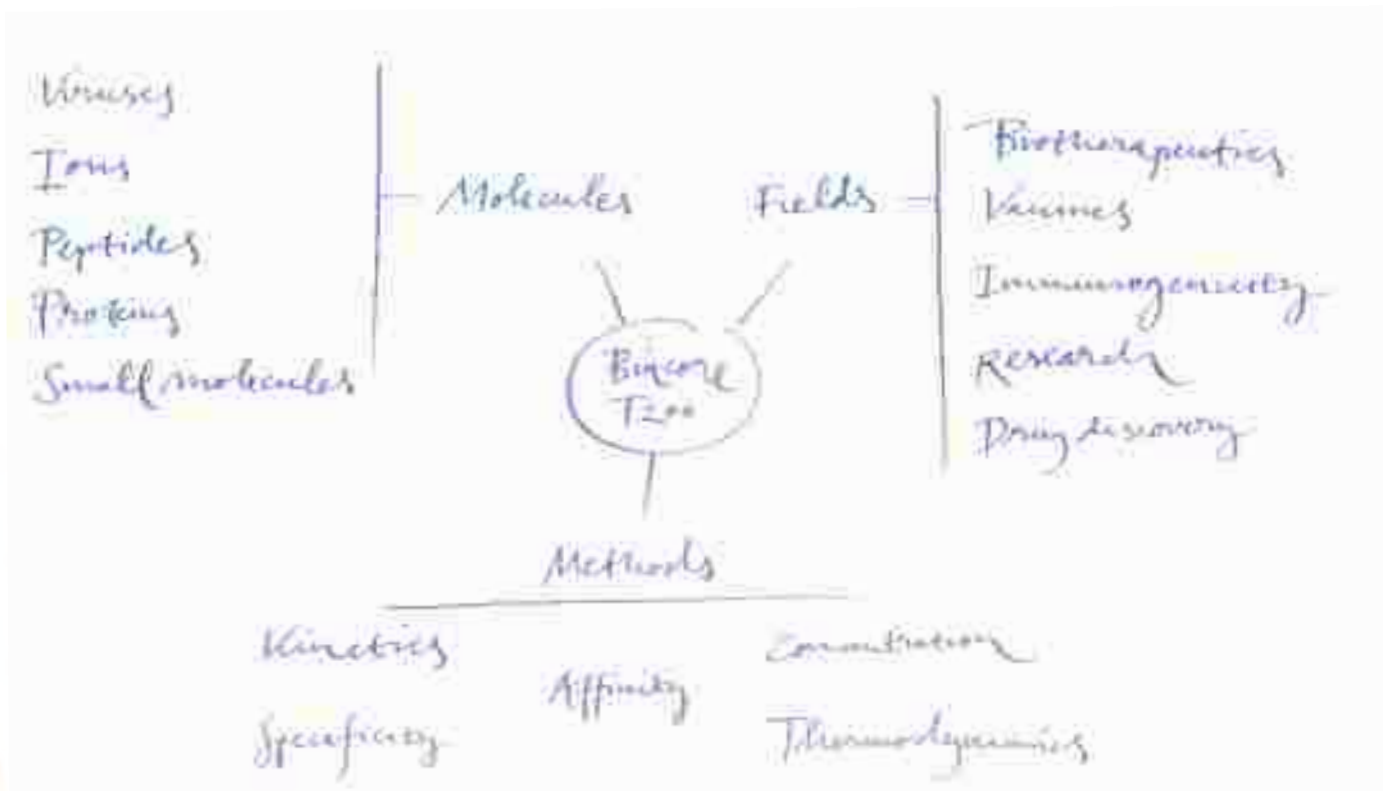 Viruses
Ions
Peptides
Proteins
Small molecules
Molecules
Fields
Biotherapeutics
Vaccines
Immunogenicity
Research
Drug discovery
Biacore
T200
Methods
Kinetics
Affinity
Concentration
Specificity
Thermodynamics